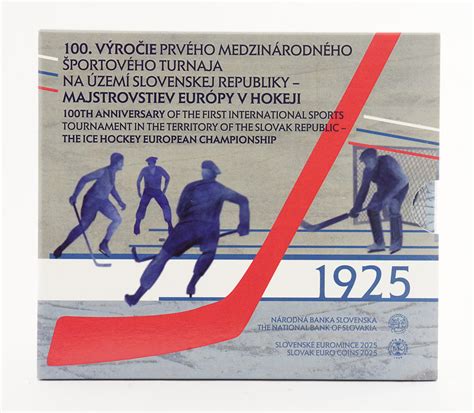 100. VÝROČIE PRVÉHO MEDZINÁRODNÉHO
ŠPORTOVÉHO TURNAJA
NA ÚZEMÍ SLOVENSKEJ REPUBLIKY –
MAJSTROVSTIEV EURÓPY V HOKEJI
100TH ANNIVERSARY OF THE FIRST INTERNATIONAL SPORTS
TOURNAMENT IN THE TERRITORY OF THE SLOVAK REPUBLIC –
THE ICE HOCKEY EUROPEAN CHAMPIONSHIP
1925
NÁRODNÁ BANKA SLOVENSKA
THE NATIONAL BANK OF SLOVAKIA
SLOVENSKÉ EUROMINCE 2025
SLOVAK EURO COINS 2025